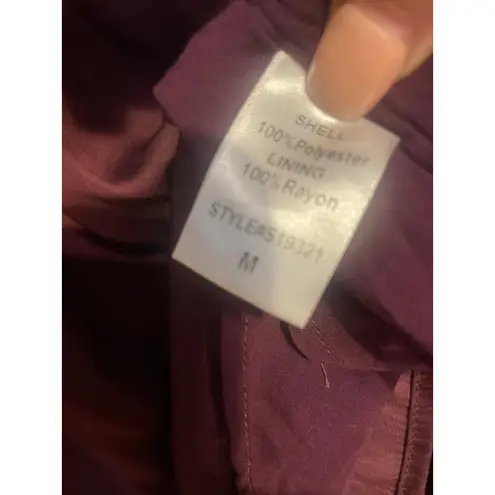 SHELL
100%Polyester
LINING
100%Rayon
STYLE#S19321
M